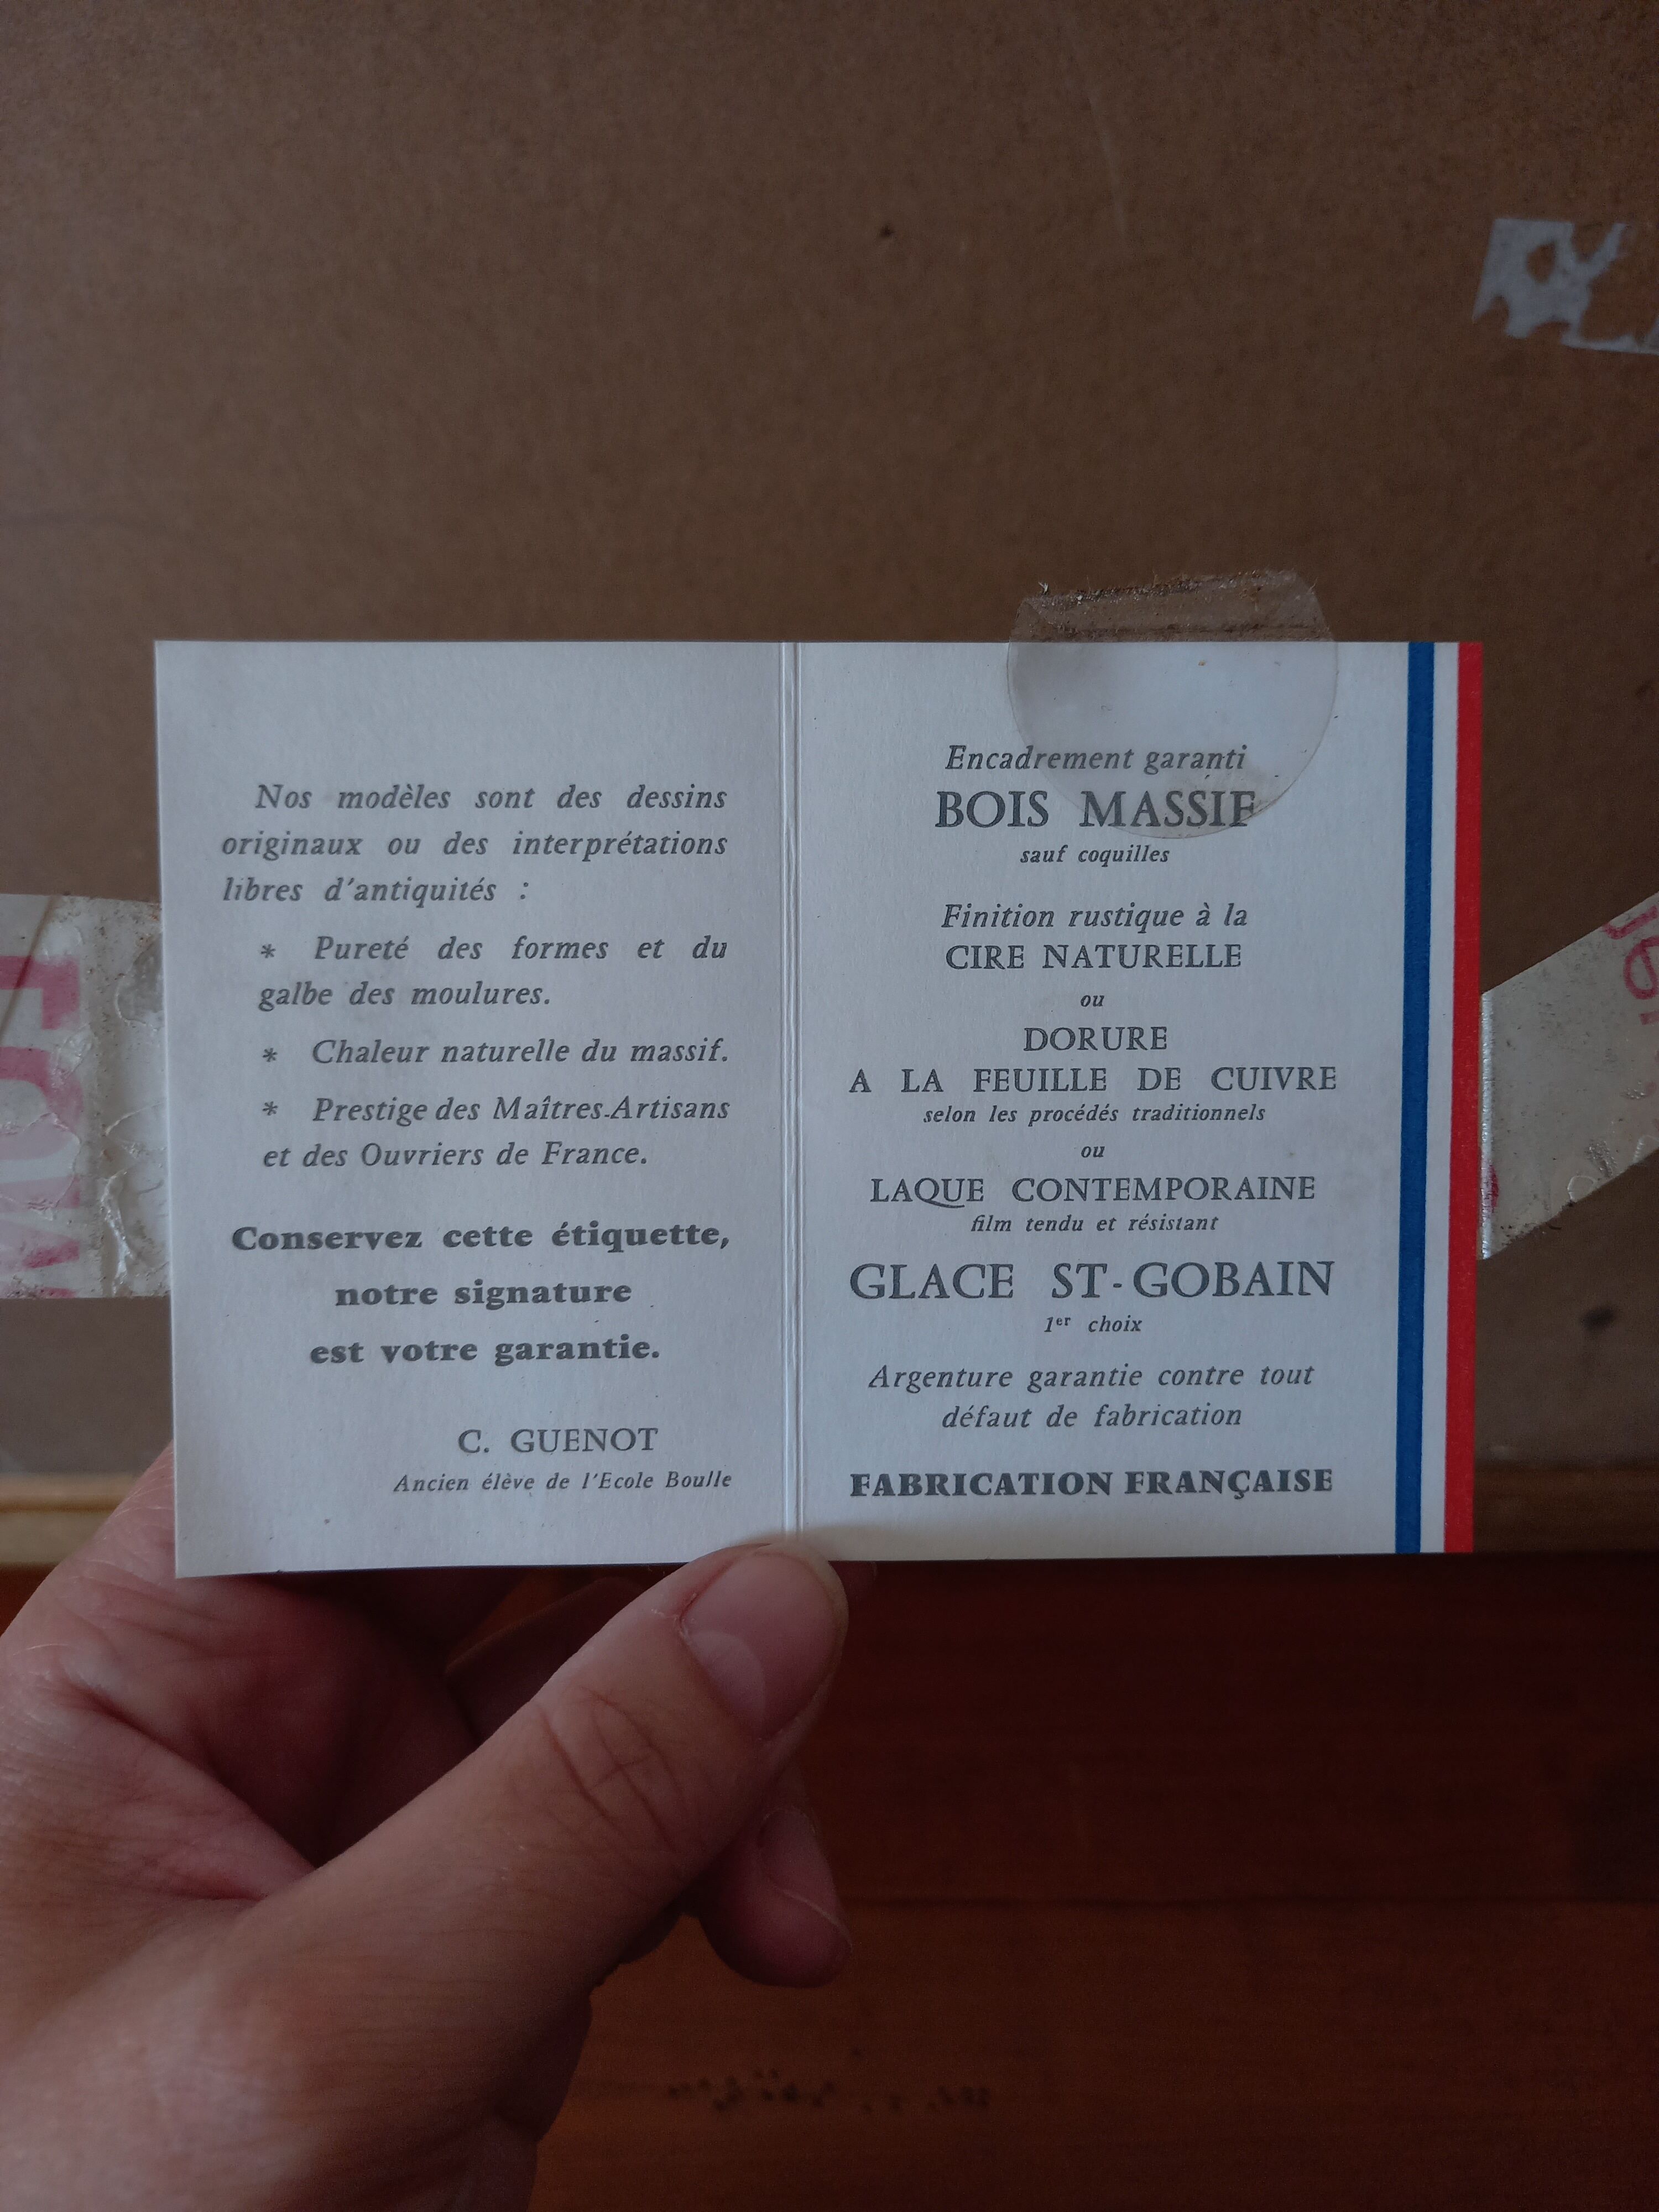 Nos modèles sont des dessins
originaux ou des interprétations
libres d'antiquités :
* Pureté des formes et du
galbe des moulures.
* Chaleur naturelle du massif.
* Prestige des Maîtres-Artisans
et des Ouvriers de France.
Conservez cette étiquette,
notre signature
est votre garantie.
C. GUENOT
Ancien élève de l'Ecole Boulle
Encadrement garanti
BOIS MASSIF
sauf coquilles
Finition rustique à la
CIRE NATURELLE
ou
DORURE
A LA FEUILLE DE CUIVRE
selon les procédés traditionnels
ou
LAQUE CONTEMPORAINE
film tendu et résistant
GLACE ST-GOBAIN
1er choix
Argenture garantie contre tout
défaut de fabrication
FABRICATION FRANÇAISE